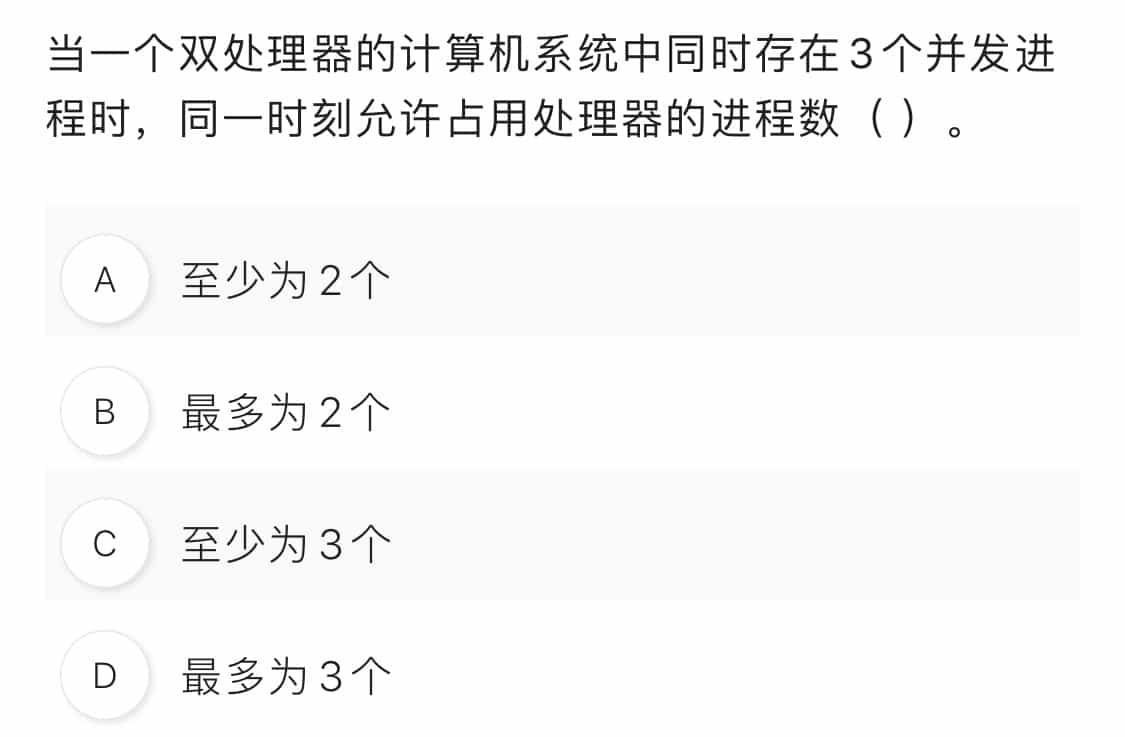 当一个双处理器的计算机系统中同时存在3个并发进
程时，同一时刻允许占用处理器的进程数（ ）。
A 至少为2个
B 最多为2个
C 至少为3个
D 最多为3个